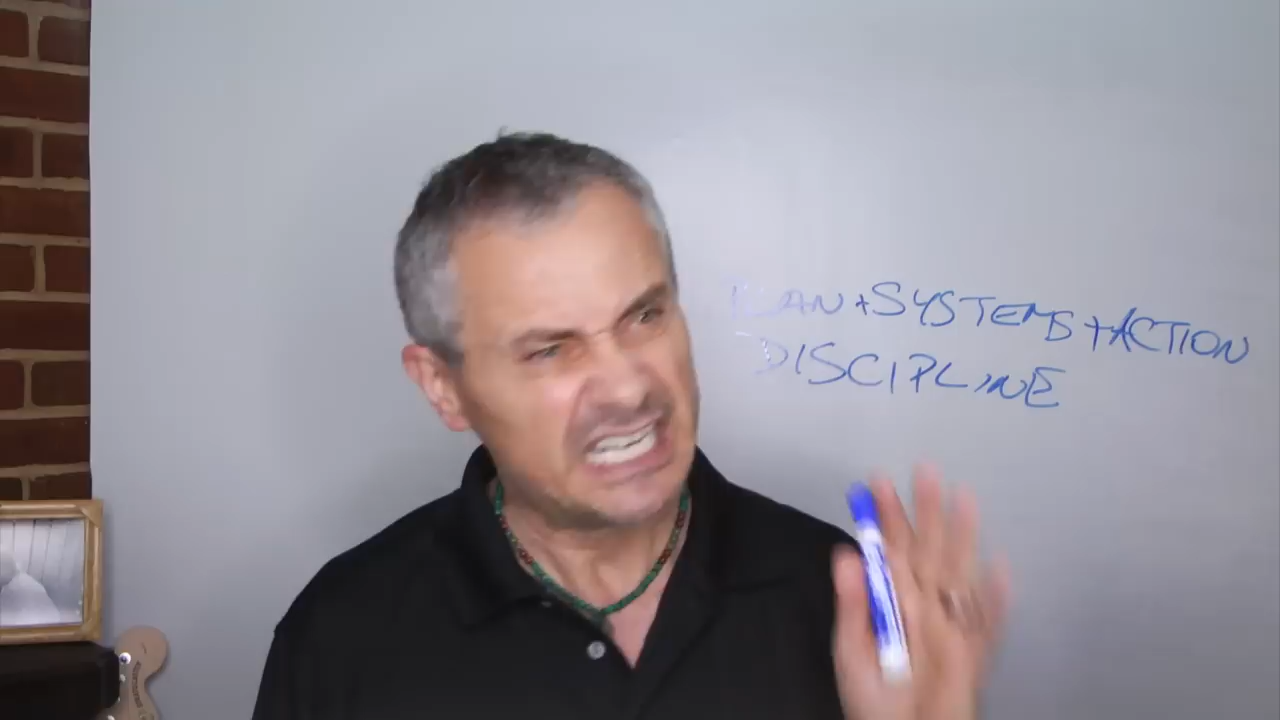 PLAN + SYSTEMS + ACTION
DISCIPLINE